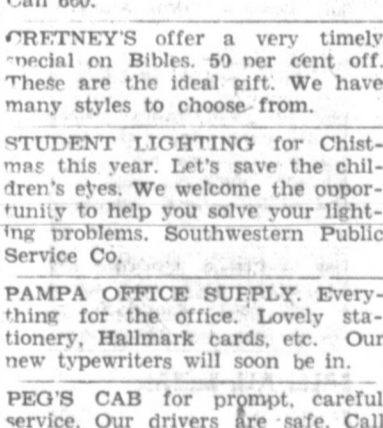 Call 660.
CRETNEY'S offer a very timely
special on Bibles. 50 per cent off.
These are the ideal gift. We have
many styles to choose from.
STUDENT LIGHTING for Chist-
mas this year. Let's save the chil-
dren's eyes. We welcome the oppor-
tunity to help you solve your light-
ing problems. Southwestern Public
Service Co.
PAMPA OFFICE SUPPLY. Every-
thing for the office. Lovely sta-
tionery, Hallmark cards, etc. Our
new typewriters will soon be in.
PEG'S CAB for prompt, careful
service. Our drivers are safe. Call